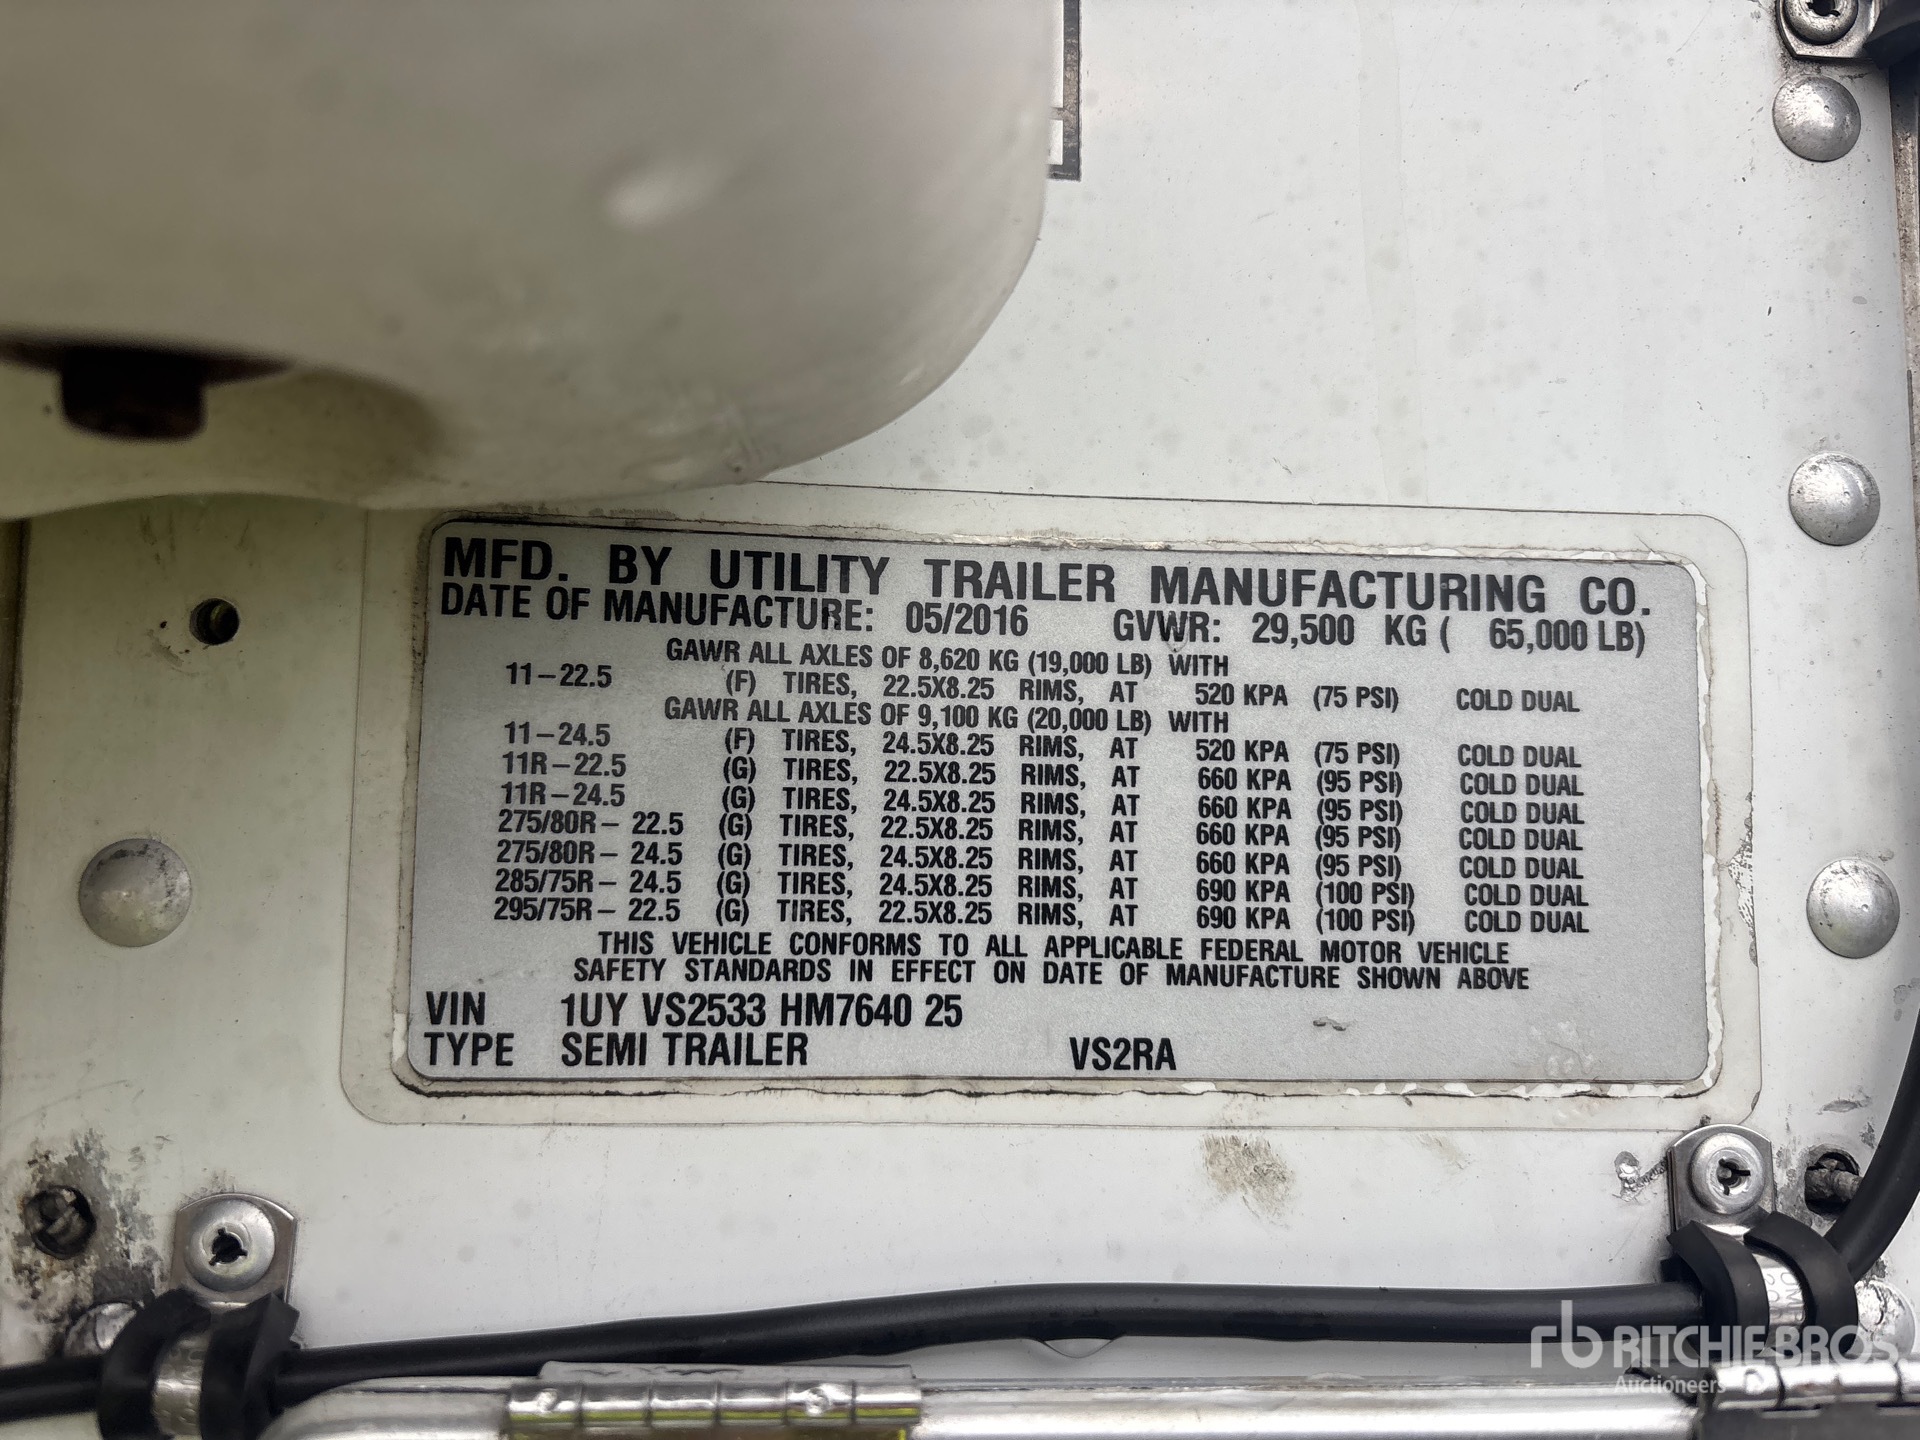 MFD. BY UTILITY TRAILER MANUFACTURING CO.
DATE OF MANUFACTURE: 05/2016 GVWR: 29,500 KG ( 65,000 LB)
GAWR ALL AXLES OF 8,620 KG (19,000 LB) WITH
11-22.5 (F) TIRES, 22.5X8.25 RIMS, AT 520 KPA (75 PSI) COLD DUAL
GAWR ALL AXLES OF 9,100 KG (20,000 LB) WITH
11-24.5 (F) TIRES, 24.5X8.25 RIMS, AT 520 KPA (75 PSI) COLD DUAL
11R-22.5 (G) TIRES, 22.5X8.25 RIMS, AT 660 KPA (95 PSI) COLD DUAL
11R-24.5 (G) TIRES, 24.5X8.25 RIMS, AT 660 KPA (95 PSI) COLD DUAL
275/80R- 22.5 (G) TIRES, 22.5X8.25 RIMS, AT 660 KPA (95 PSI) COLD DUAL
275/80R- 24.5 (G) TIRES, 24.5X8.25 RIMS, AT 660 KPA (95 PSI) COLD DUAL
285/75R- 24.5 (G) TIRES, 24.5X8.25 RIMS, AT 690 KPA (100 PSI) COLD DUAL
295/75R- 22.5 (G) TIRES, 22.5X8.25 RIMS, AT 690 KPA (100 PSI) COLD DUAL
THIS VEHICLE CONFORMS TO ALL APPLICABLE FEDERAL MOTOR VEHICLE
SAFETY STANDARDS IN EFFECT ON DATE OF MANUFACTURE SHOWN ABOVE
VIN 1UY VS2533 HM7640 25
TYPE SEMI TRAILER VS2RA
rb RITCHIE BROS
Auctioneers